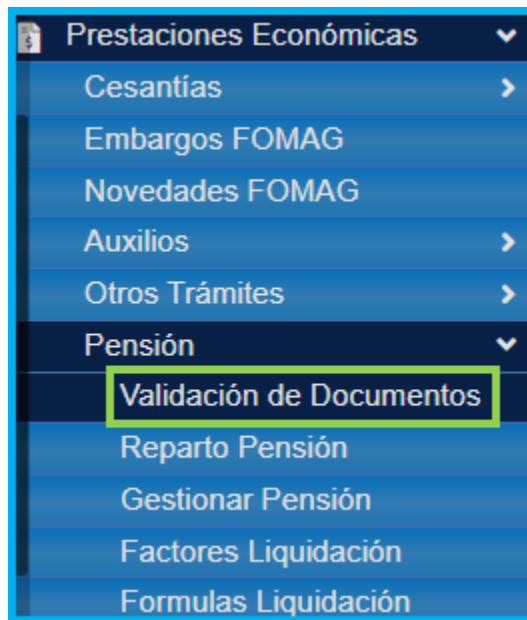 Prestaciones Económicas
Cesantías
Embargos FOMAG
Novedades FOMAG
Auxilios
Otros Trámites
Pensión
Validación de Documentos
Reparto Pensión
Gestionar Pensión
Factores Liquidación
Formulas Liquidación